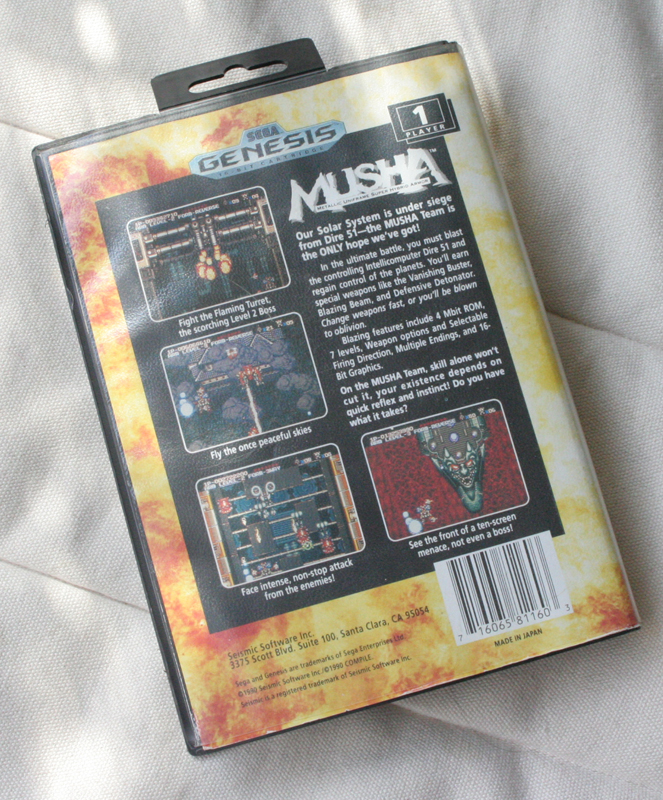 SEGA
GENESIS
16-BIT CARTRIDGE
1
PLAYER
MUSHA™
METALLIC UNIFRAME SUPER HYBRID ARMOR
Our Solar System is under siege
from Dire 51—the MUSHA Team is
the ONLY hope we've got!
In the ultimate battle, you must blast
the controlling Intellicomputer Dire 51 and
regain control of the planets. You'll earn
special weapons like the Vanishing Buster,
Blazing Beam, and Defensive Detonator.
Change weapons fast, or you'll be blown
to oblivion.
Blazing features include 4 Mbit ROM,
7 levels, Weapon options and Selectable
Firing Direction, Multiple Endings, and 16-
Bit Graphics.
On the MUSHA Team, skill alone won't
cut it, your existence depends on
quick reflex and instinct! Do you have
what it takes?
Fight the Flaming Turret,
the scorching Level 2 Boss
Fly the once peaceful skies
Face intense, non-stop attack
from the enemies!
See the front of a ten-screen
menace, not even a boss!
Seismic Software Inc.
3375 Scott Blvd, Suite 100, Santa Clara, CA 95054
Sega and Genesis are trademarks of Sega Enterprises Ltd.
©1990 Seismic Software Inc/©1990 COMPILE.
Seismic is a registered trademark of Seismic Software Inc.
7 16065 81160 3
MADE IN JAPAN